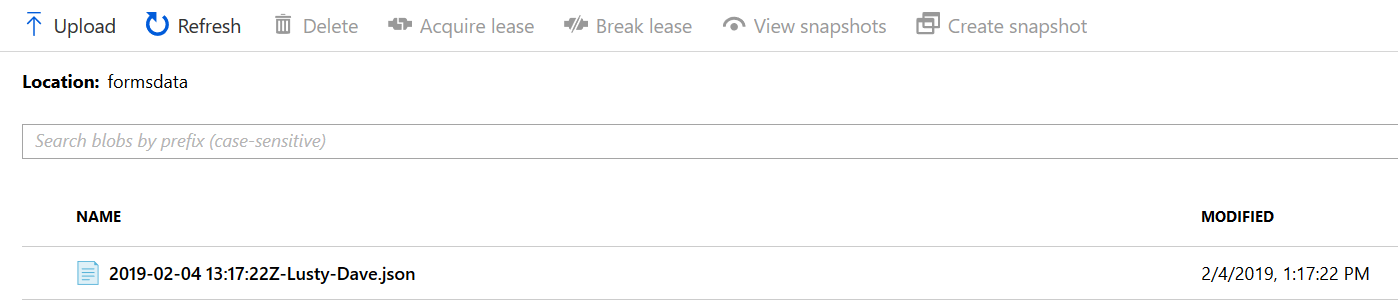 Upload Refresh Delete Acquire lease Break lease View snapshots Create snapshot
Location: formsdata
Search blobs by prefix (case-sensitive)
NAME MODIFIED
2019-02-04 13:17:22Z-Lusty-Dave.json 2/4/2019, 1:17:22 PM